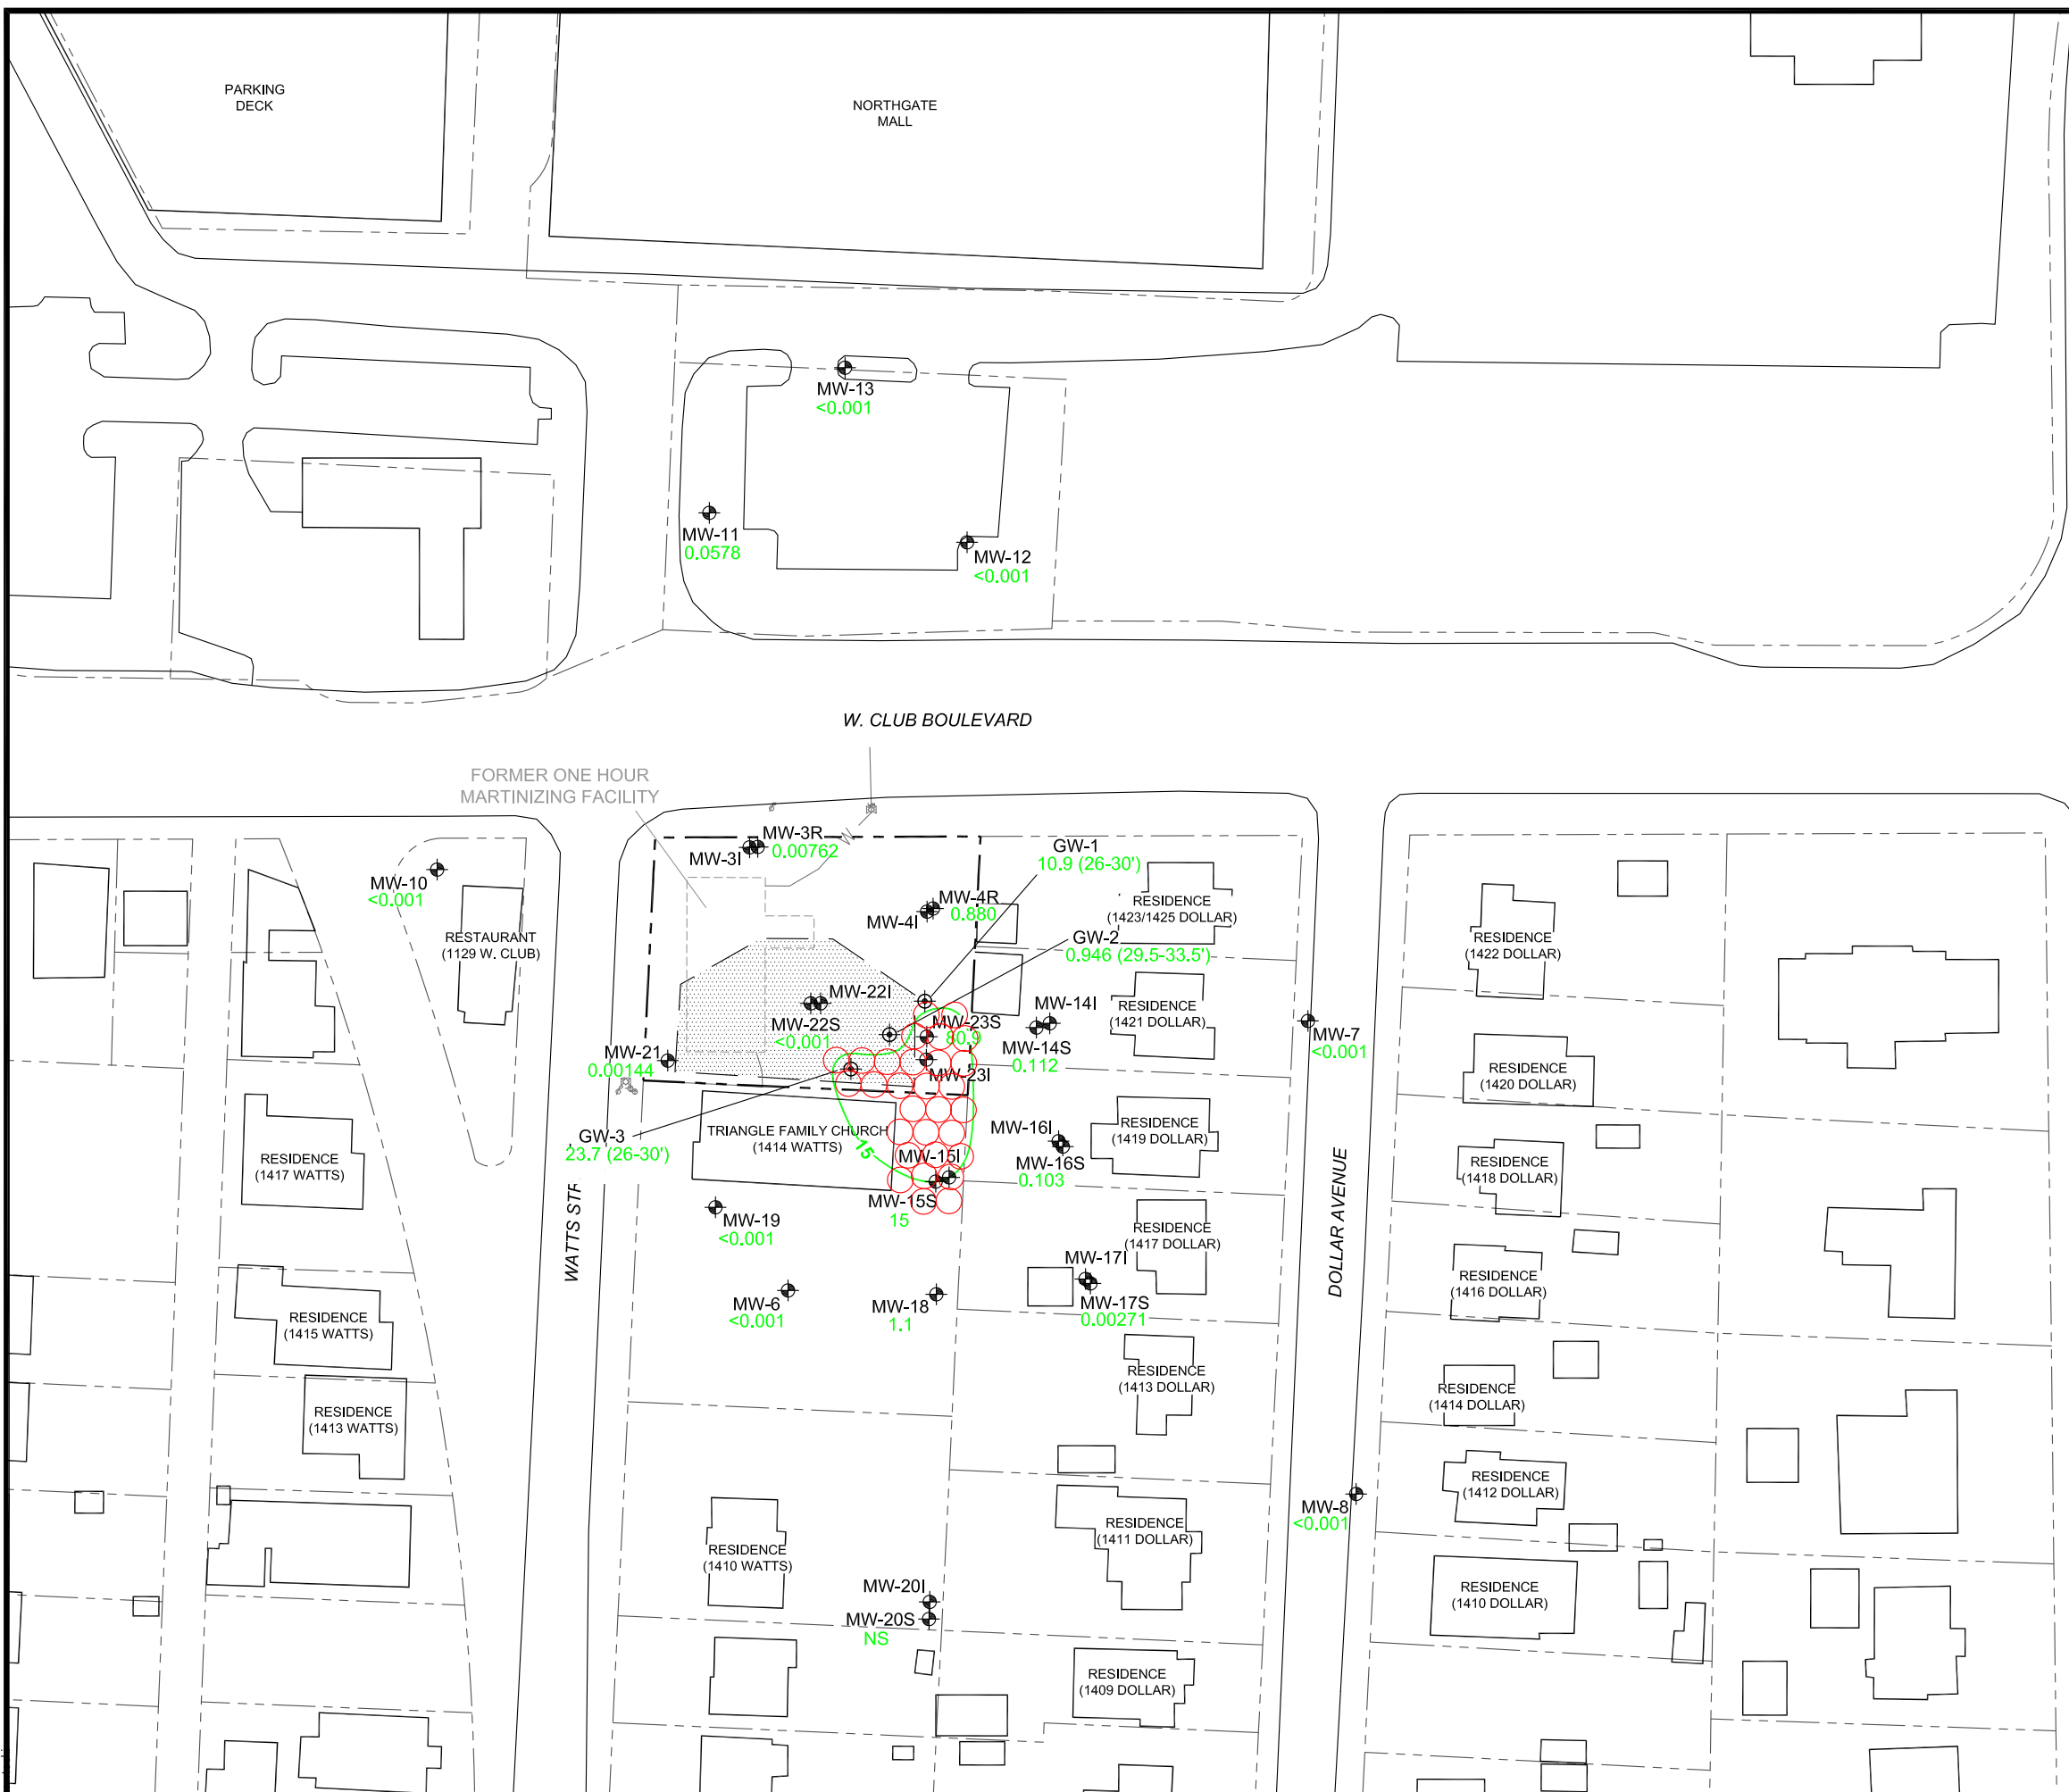 PARKING
DECK
NORTHGATE
MALL
MW-13
<0.001
MW-11
0.0578
MW-12
<0.001
W. CLUB BOULEVARD
FORMER ONE HOUR
MARTINIZING FACILITY
W
MW-3R
0.00762
MW-3I
GW-1
10.9 (26-30')
MW-10
<0.001
MW-4R
0.880
MW-4I
RESIDENCE
(1423/1425 DOLLAR)
RESTAURANT
(1129 W. CLUB)
GW-2
0.946 (29.5-33.5')
RESIDENCE
(1422 DOLLAR)
MW-22I
MW-22S
<0.001
MW-23S
80.9
MW-14I
MW-14S
0.112
RESIDENCE
(1421 DOLLAR)
MW-7
<0.001
MW-21
0.00144
MW-23I
RESIDENCE
(1420 DOLLAR)
GW-3
23.7 (26-30')
TRIANGLE FAMILY CHURCH
(1414 WATTS)
15
MW-16I
MW-16S
0.103
RESIDENCE
(1419 DOLLAR)
RESIDENCE
(1417 WATTS)
MW-15I
MW-15S
15
RESIDENCE
(1418 DOLLAR)
WATTS STR
DOLLAR AVENUE
MW-19
<0.001
RESIDENCE
(1417 DOLLAR)
MW-17I
MW-17S
0.00271
RESIDENCE
(1416 DOLLAR)
MW-6
<0.001
MW-18
1.1
RESIDENCE
(1415 WATTS)
RESIDENCE
(1413 DOLLAR)
RESIDENCE
(1414 DOLLAR)
RESIDENCE
(1413 WATTS)
RESIDENCE
(1412 DOLLAR)
MW-8
<0.001
RESIDENCE
(1411 DOLLAR)
RESIDENCE
(1410 WATTS)
MW-20I
MW-20S
NS
RESIDENCE
(1410 DOLLAR)
RESIDENCE
(1409 DOLLAR)